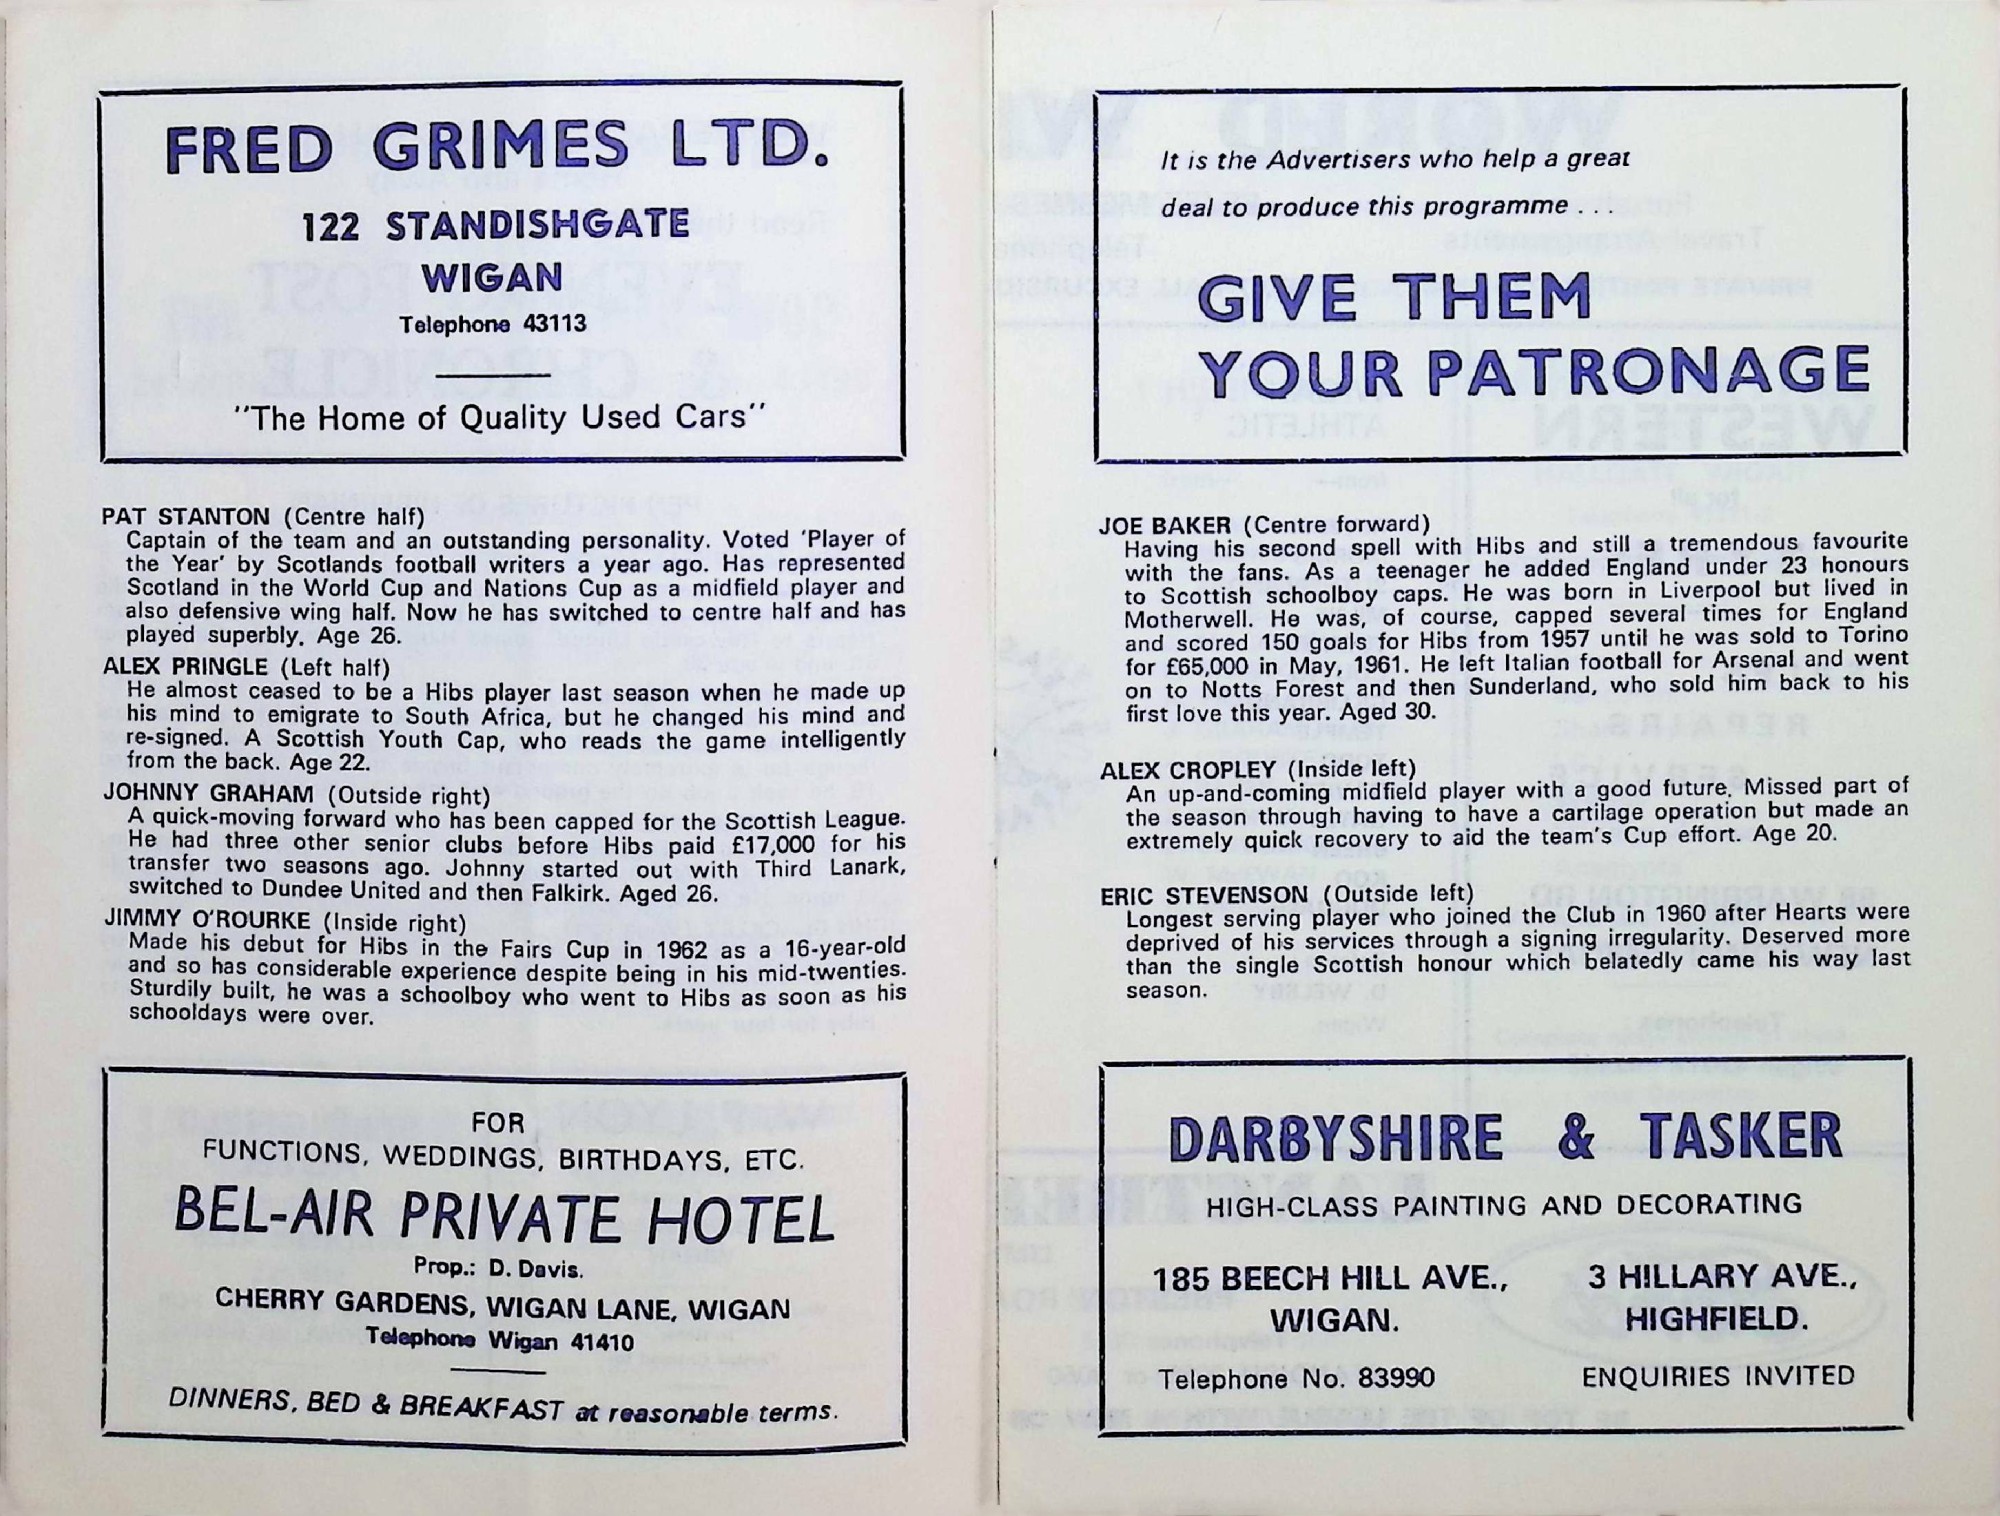 FRED GRIMES LTD.
122 STANDISHGATE
WIGAN
Telephone 43113
"The Home of Quality Used Cars"
PAT STANTON (Centre half)
Captain of the team and an outstanding personality. Voted 'Player of
the Year' by Scotlands football writers a year ago. Has represented
Scotland in the World Cup and Nations Cup as a midfield player and
also defensive wing half. Now he has switched to centre half and has
played superbly. Age 26.
ALEX PRINGLE (Left half)
He almost ceased to be a Hibs player last season when he made up
his mind to emigrate to South Africa, but he changed his mind and
re-signed. A Scottish Youth Cap, who reads the game intelligently
from the back. Age 22.
JOHNNY GRAHAM (Outside right)
A quick-moving forward who has been capped for the Scottish League.
He had three other senior clubs before Hibs paid £17,000 for his
transfer two seasons ago. Johnny started out with Third Lanark,
switched to Dundee United and then Falkirk. Aged 26.
JIMMY O'ROURKE (Inside right)
Made his debut for Hibs in the Fairs Cup in 1962 as a 16-year-old
and so has considerable experience despite being in his mid-twenties.
Sturdily built, he was a schoolboy who went to Hibs as soon as his
schooldays were over.
FOR
FUNCTIONS, WEDDINGS, BIRTHDAYS, ETC.
BEL-AIR PRIVATE HOTEL
Prop.: D. Davis.
CHERRY GARDENS, WIGAN LANE, WIGAN
Telephone Wigan 41410
DINNERS, BED & BREAKFAST at reasonable terms.
It is the Advertisers who help a great
deal to produce this programme . . .
GIVE THEM
YOUR PATRONAGE
JOE BAKER (Centre forward)
Having his second spell with Hibs and still a tremendous favourite
with the fans. As a teenager he added England under 23 honours
to Scottish schoolboy caps. He was born in Liverpool but lived in
Motherwell. He was, of course, capped several times for England
and scored 150 goals for Hibs from 1957 until he was sold to Torino
for £65,000 in May, 1961. He left Italian football for Arsenal and went
on to Notts Forest and then Sunderland, who sold him back to his
first love this year. Aged 30.
ALEX CROPLEY (Inside left)
An up-and-coming midfield player with a good future. Missed part of
the season through having to have a cartilage operation but made an
extremely quick recovery to aid the team's Cup effort. Age 20.
ERIC STEVENSON (Outside left)
Longest serving player who joined the Club in 1960 after Hearts were
deprived of his services through a signing irregularity. Deserved more
than the single Scottish honour which belatedly came his way last
season.
DARBYSHIRE & TASKER
HIGH-CLASS PAINTING AND DECORATING
185 BEECH HILL AVE., 3 HILLARY AVE.,
WIGAN. HIGHFIELD.
Telephone No. 83990 ENQUIRIES INVITED